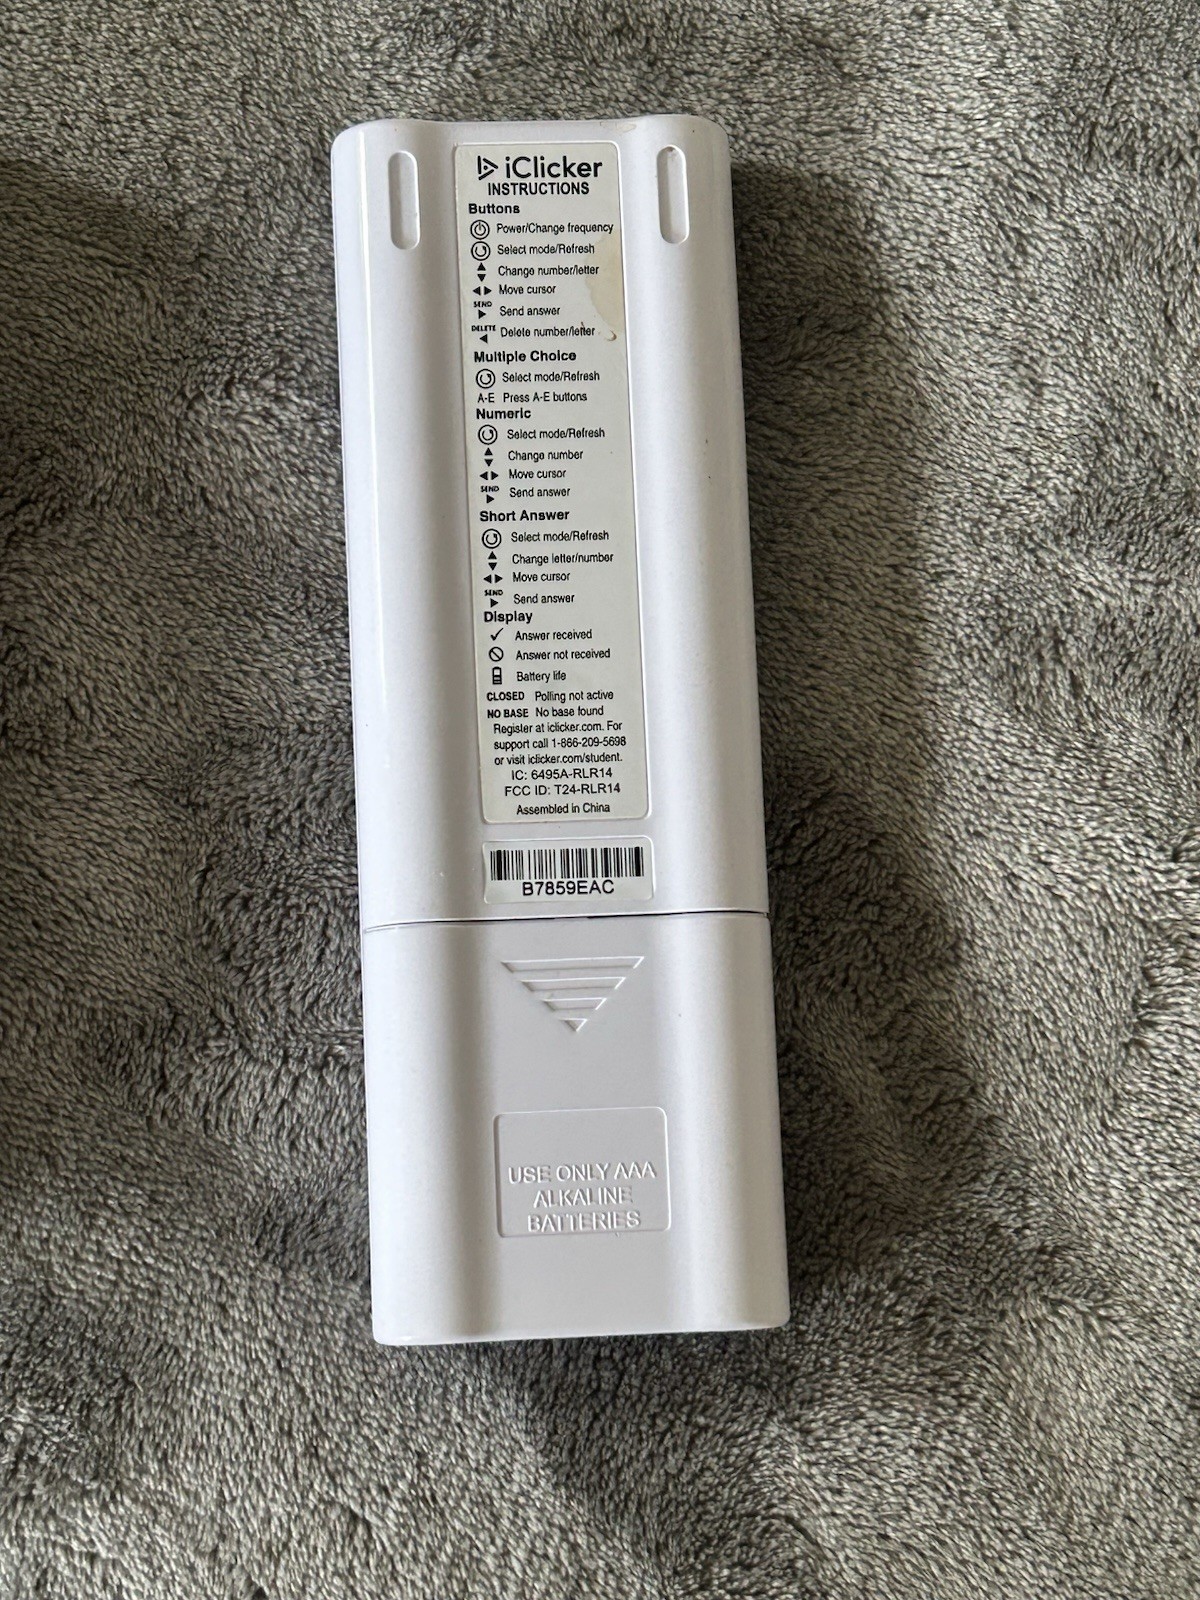 iClicker
INSTRUCTIONS
Buttons
Power/Change frequency
Select mode/Refresh
Change number/letter
Move cursor
SEND Send answer
DELETE Delete number/letter
Multiple Choice
Select mode/Refresh
A-E Press A-E buttons
Numeric
Select mode/Refresh
Change number
Move cursor
SEND Send answer
Short Answer
Select mode/Refresh
Change letter/number
Move cursor
SEND Send answer
Display
Answer received
Answer not received
Battery life
CLOSED Polling not active
NO BASE No base found
Register at iclicker.com. For
support call 1-866-209-5698
or visit iclicker.com/student.
IC: 6495A-RLR14
FCC ID: T24-RLR14
Assembled in China
B7859EAC
USE ONLY AAA
ALKALINE
BATTERIES